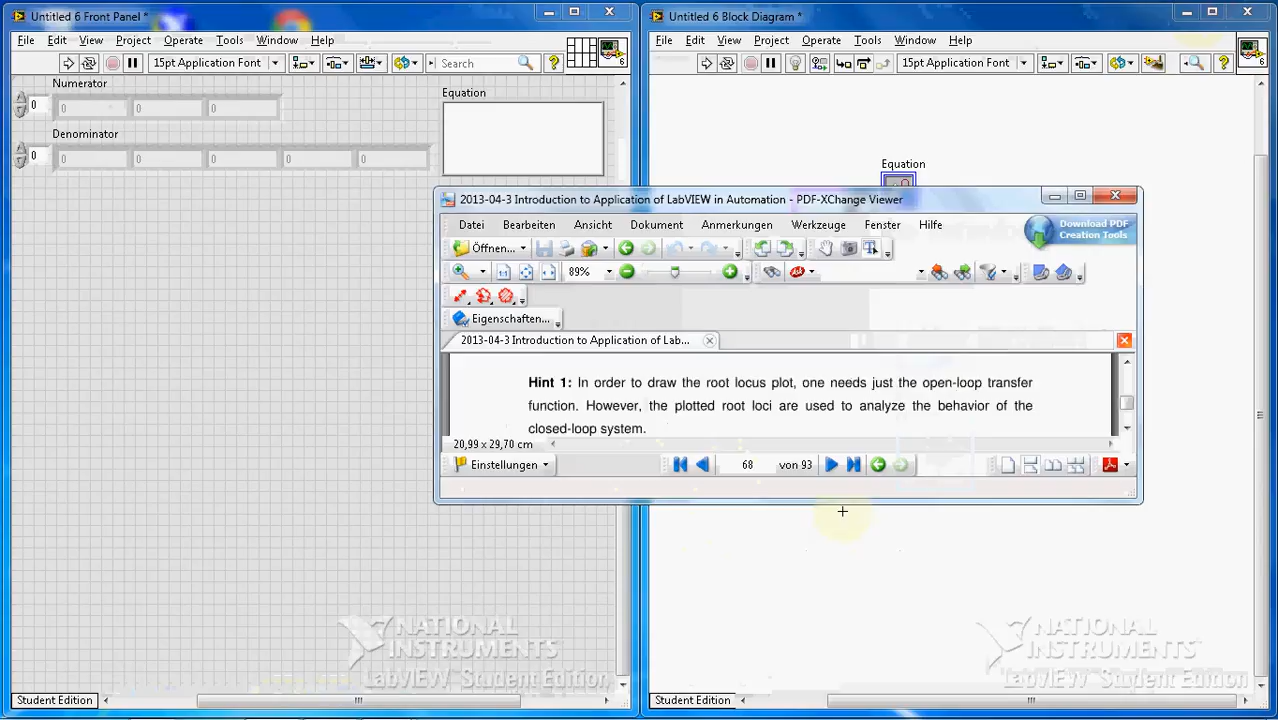 Untitled 6 Front Panel *
File Edit View Project Operate Tools Window Help
15pt Application Font
Search
6
Numerator
0 0 0 0
Denominator
0 0 0 0 0 0
Equation
NATIONAL
INSTRUMENTS
LabVIEW Student Edition
Student Edition
Untitled 6 Block Diagram *
File Edit View Project Operate Tools Window Help
15pt Application Font
6
Equation
NATIONAL
INSTRUMENTS
LabVIEW Student Edition
Student Edition
2013-04-3 Introduction to Application of LabVIEW in Automation - PDF-XChange Viewer
Datei Bearbeiten Ansicht Dokument Anmerkungen Werkzeuge Fenster Hilfe
Download PDF
Creation Tools
Öffnen...
89%
Ask
Eigenschaften...
2013-04-3 Introduction to Application of Lab...
Hint 1: In order to draw the root locus plot, one needs just the open-loop transfer
function. However, the plotted root loci are used to analyze the behavior of the
closed-loop system.
20,99 x 29,70 cm
Einstellungen 68 von 93